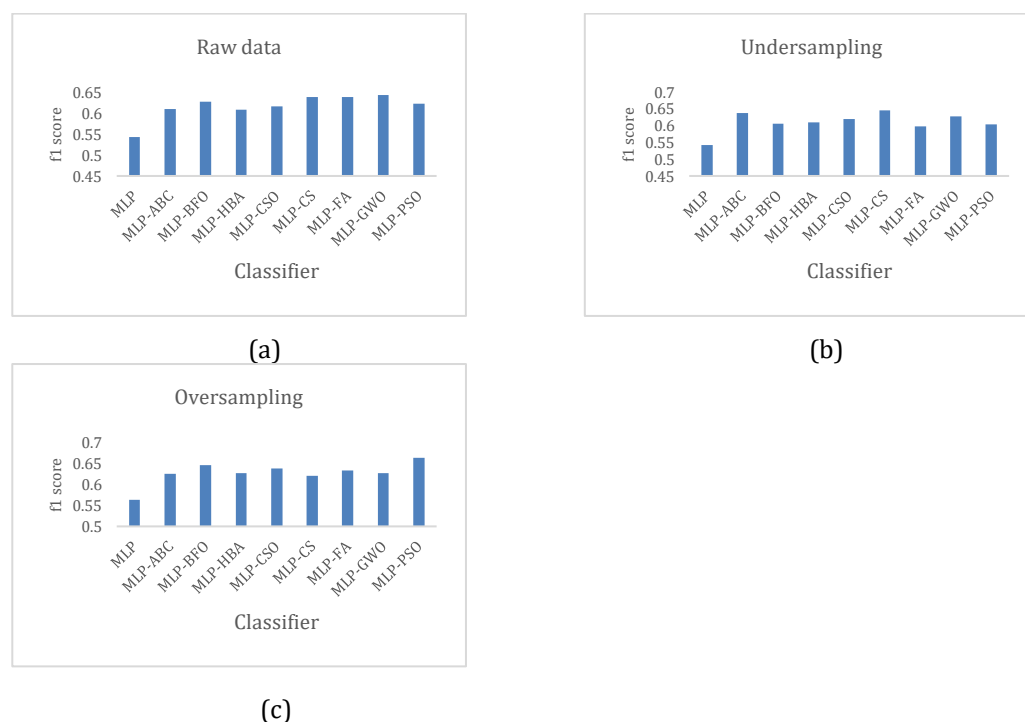 Raw data
f1 score
0.65
0.6
0.55
0.5
0.45
MLP
MLP-ABC
MLP-BFO
MLP-HBA
MLP-CSO
MLP-CS
MLP-FA
MLP-GWO
MLP-PSO
Classifier
(a)
Undersampling
f1 score
0.7
0.65
0.6
0.55
0.5
0.45
MLP
MLP-ABC
MLP-BFO
MLP-HBA
MLP-CSO
MLP-CS
MLP-FA
MLP-GWO
MLP-PSO
Classifier
(b)
Oversampling
f1 score
0.7
0.65
0.6
0.55
0.5
MLP
MLP-ABC
MLP-BFO
MLP-HBA
MLP-CSO
MLP-CS
MLP-FA
MLP-GWO
MLP-PSO
Classifier
(c)